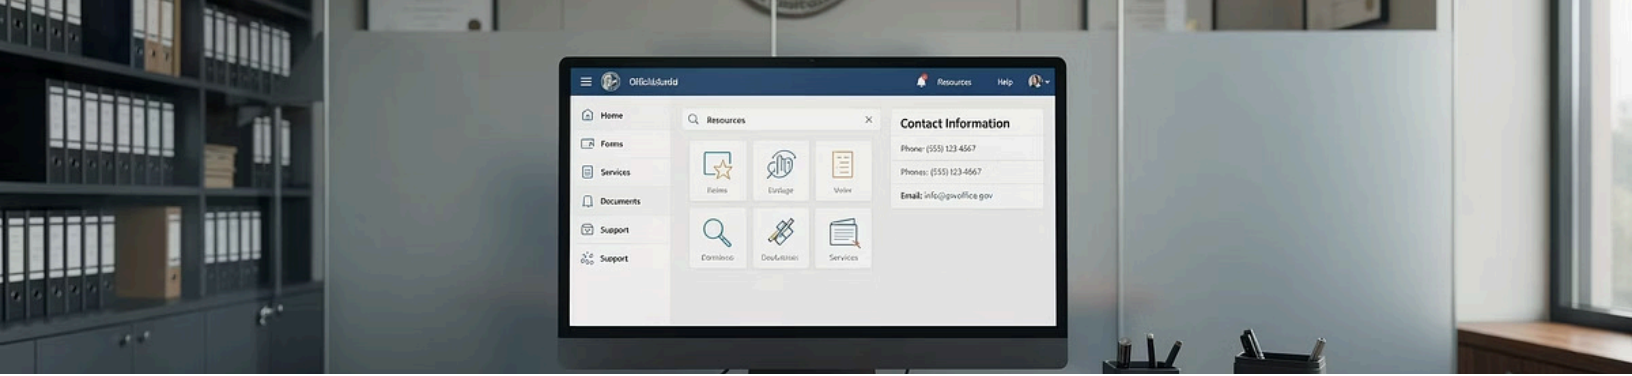 Resources
Help
Home
Forms
Services
Documents
Support
Support
Resources
Services
Contact Information
Phone: (555) 123 4567
Phones: (555) 123-4667
Email: info@govoffice.gov